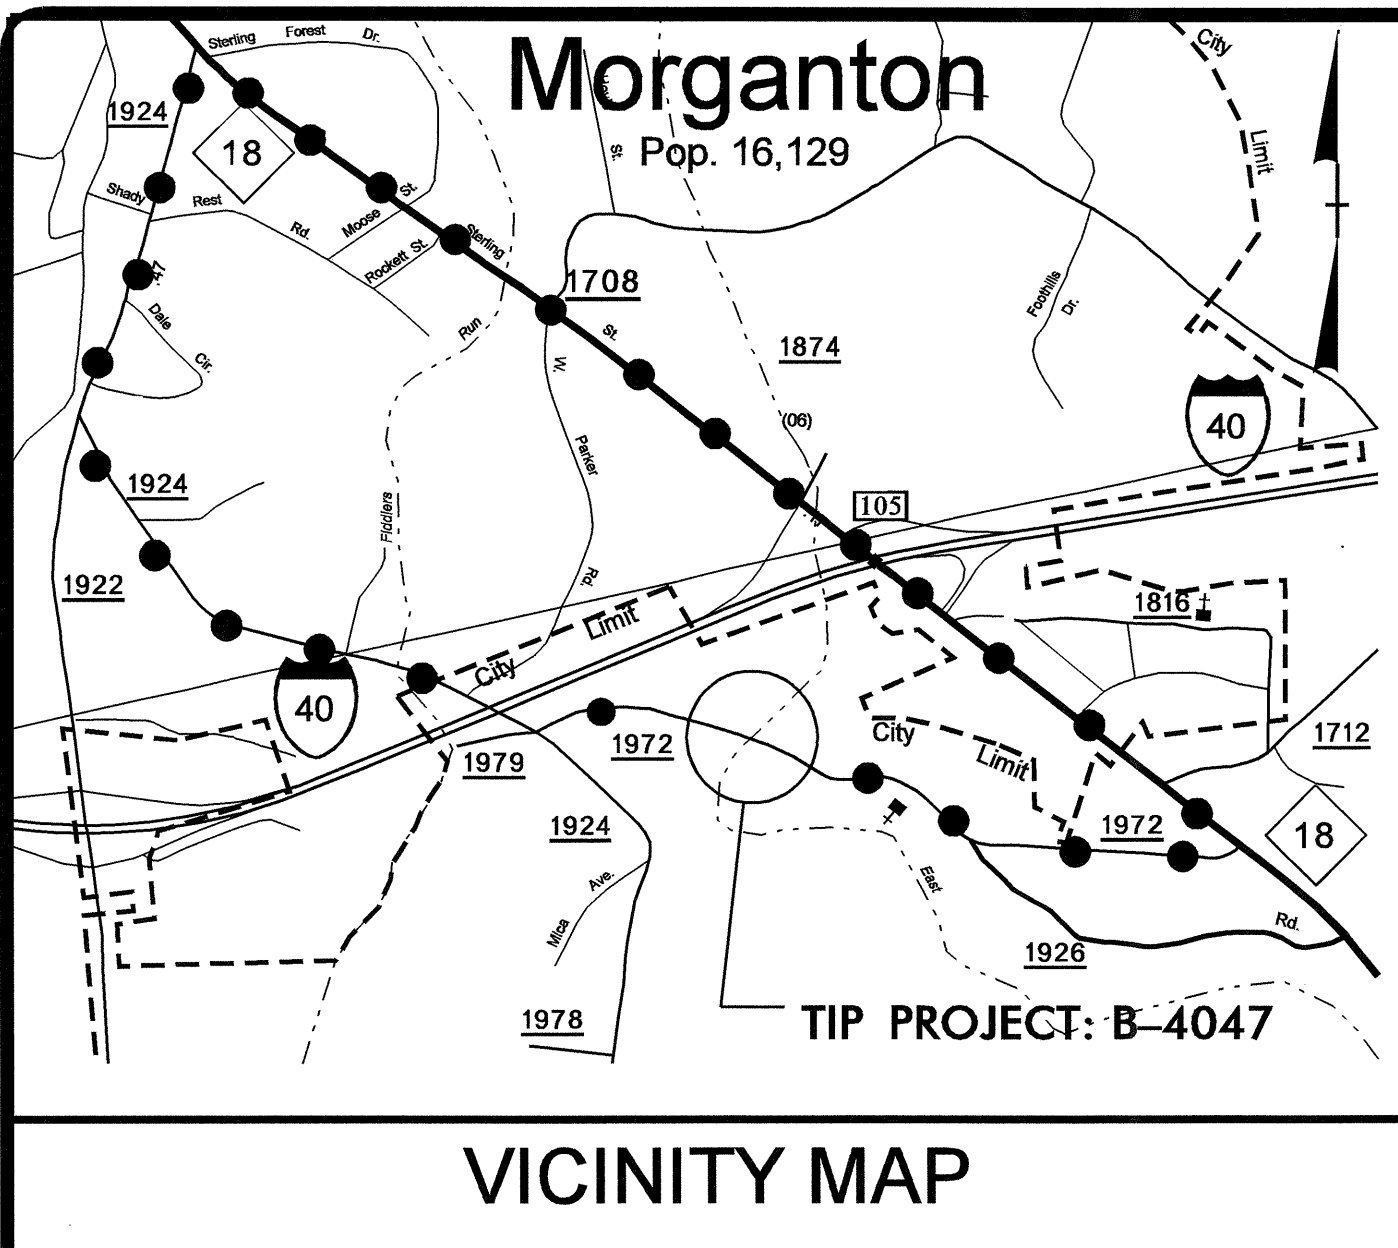 Sterling Forest Dr.
City
Morganton
Limit
1924
18
St.
Pop. 16,129
Shady Rest Rd.
Moose St.
Rockett St.
Sterling
St.
.47
Dale Cir.
1708
Foothills Dr.
Run
1874
W. Parker Rd.
(06)
40
1924
105
Fiddlers
1922
1816
City Limit
40
City Limit
1712
1972
1979
1924
1972
18
Mica Ave.
East
Rd.
1926
1978
TIP PROJECT: B–4047
VICINITY MAP